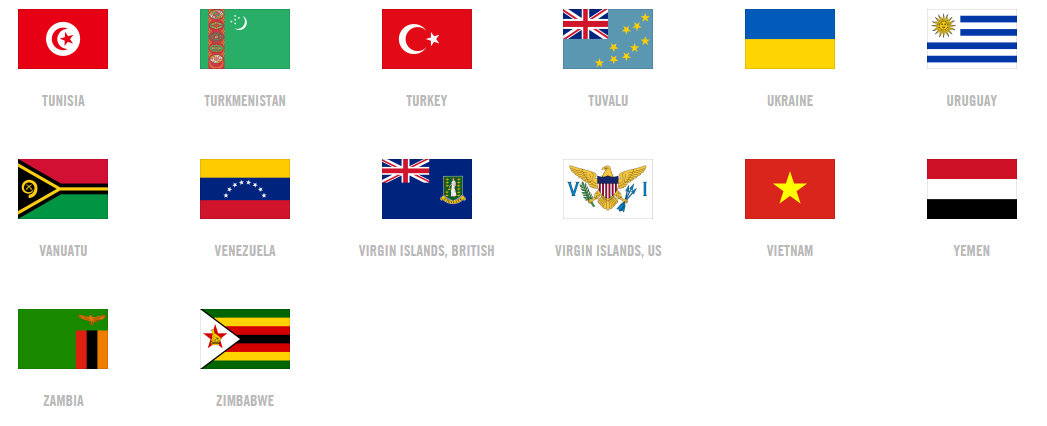 TUNISIA
TURKMENISTAN
TURKEY
TUVALU
UKRAINE
URUGUAY
VANUATU
VENEZUELA
VIRGIN ISLANDS, BRITISH
VIRGIN ISLANDS, US
V I
VIETNAM
YEMEN
ZAMBIA
ZIMBABWE